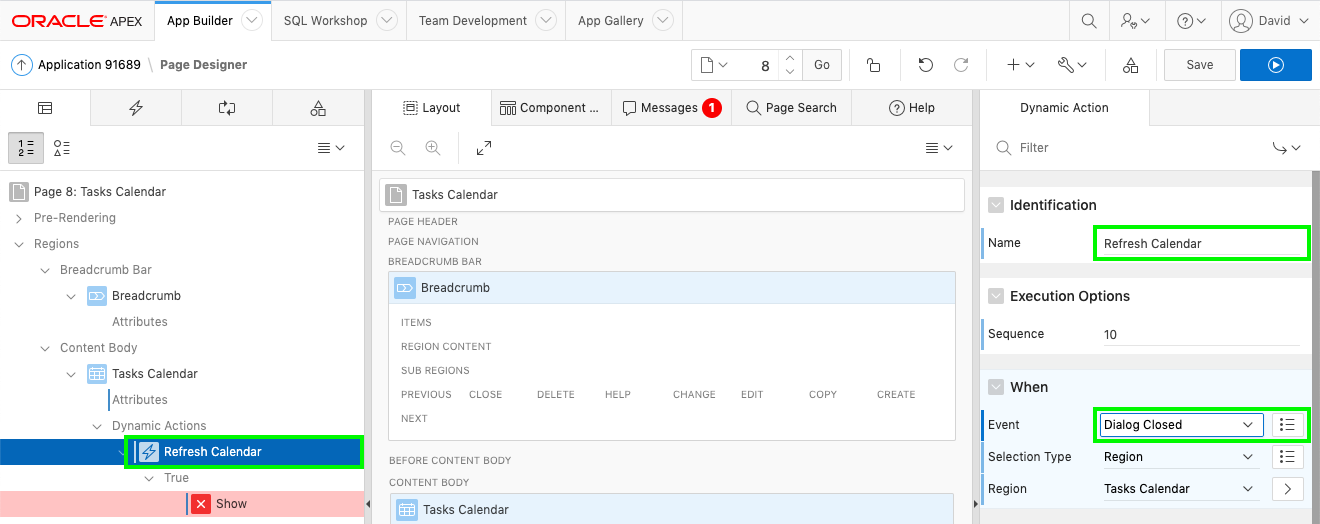 ORACLE APEX App Builder SQL Workshop Team Development App Gallery David
Application 91689 \ Page Designer 8 Go Save
Layout Component ... Messages 1 Page Search Help Dynamic Action
Filter
Page 8: Tasks Calendar
Pre-Rendering
Regions
Breadcrumb Bar
Breadcrumb
Attributes
Content Body
Tasks Calendar
Attributes
Dynamic Actions
Refresh Calendar
True
Show
Tasks Calendar
PAGE HEADER
PAGE NAVIGATION
BREADCRUMB BAR
Breadcrumb
ITEMS
REGION CONTENT
SUB REGIONS
PREVIOUS CLOSE DELETE HELP CHANGE EDIT COPY CREATE
NEXT
BEFORE CONTENT BODY
CONTENT BODY
Tasks Calendar
Identification
Name Refresh Calendar
Execution Options
Sequence 10
When
Event Dialog Closed
Selection Type Region
Region Tasks Calendar